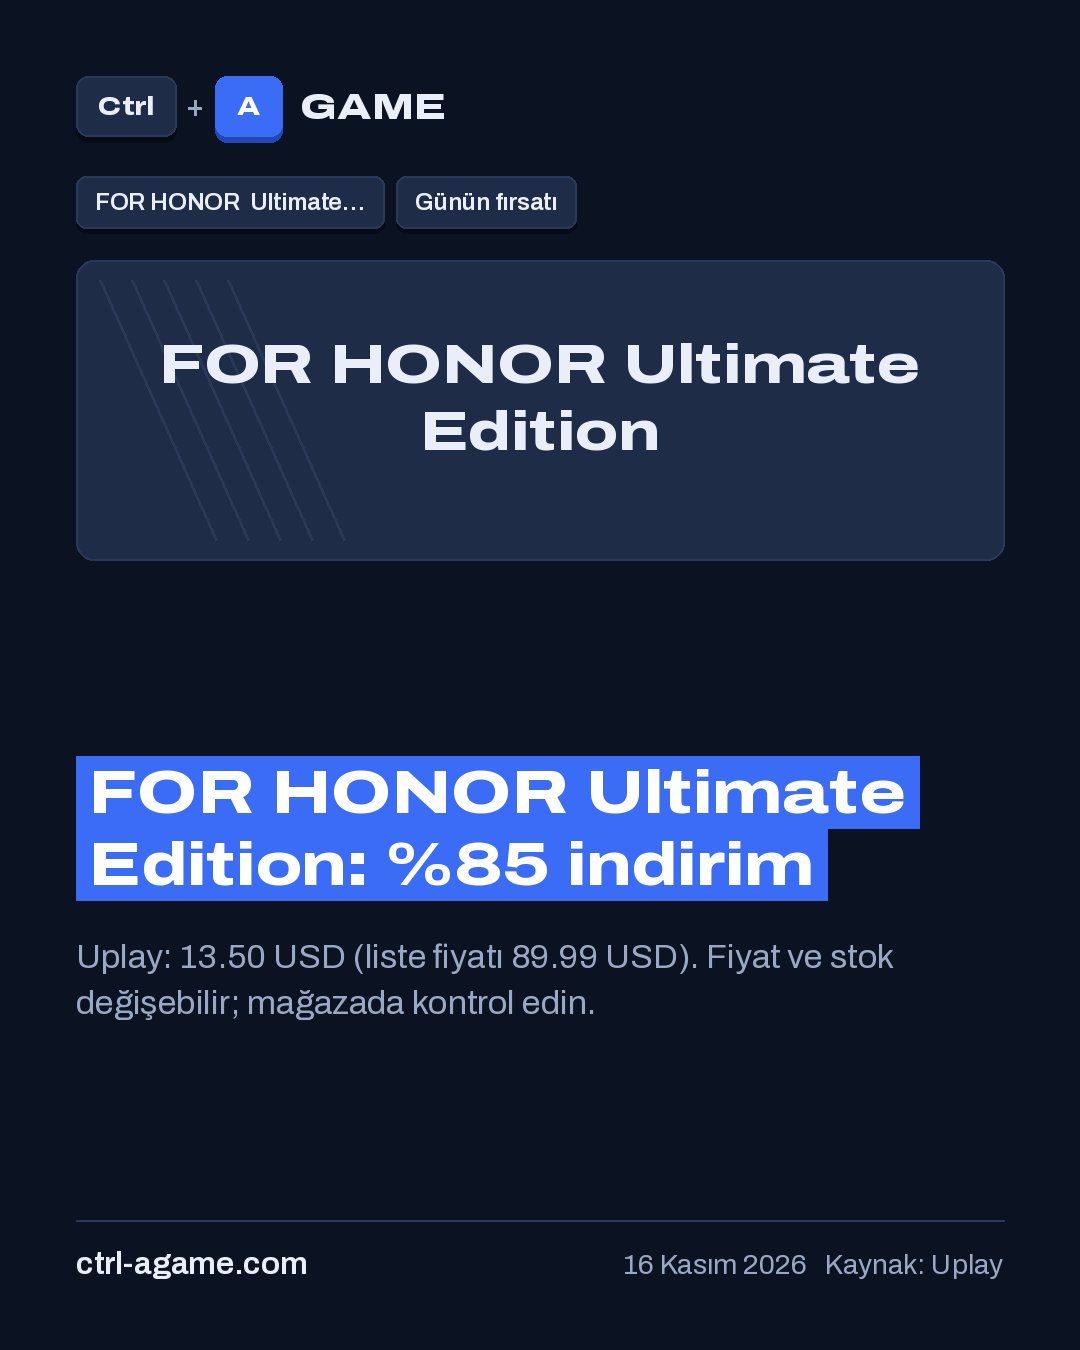 Ctrl + A GAME
FOR HONOR Ultimate... Günün fırsatı
FOR HONOR Ultimate
Edition
FOR HONOR Ultimate
Edition: %85 indirim
Uplay: 13.50 USD (liste fiyatı 89.99 USD). Fiyat ve stok
değişebilir; mağazada kontrol edin.
ctrl-agame.com 16 Kasım 2026 Kaynak: Uplay